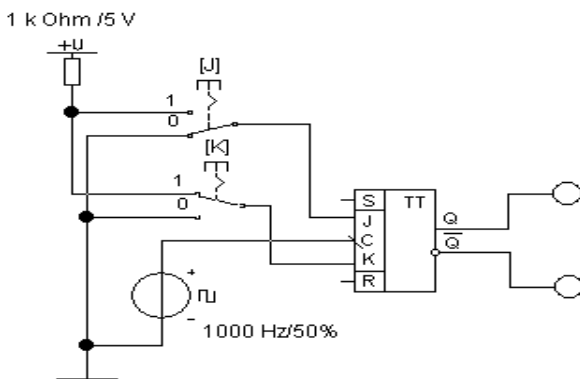 1 k Ohm /5 V
+U
[J]
1
0
[K]
1
0
S
TT
J
Q
C
Q
K
R
+
-
1000 Hz/50%